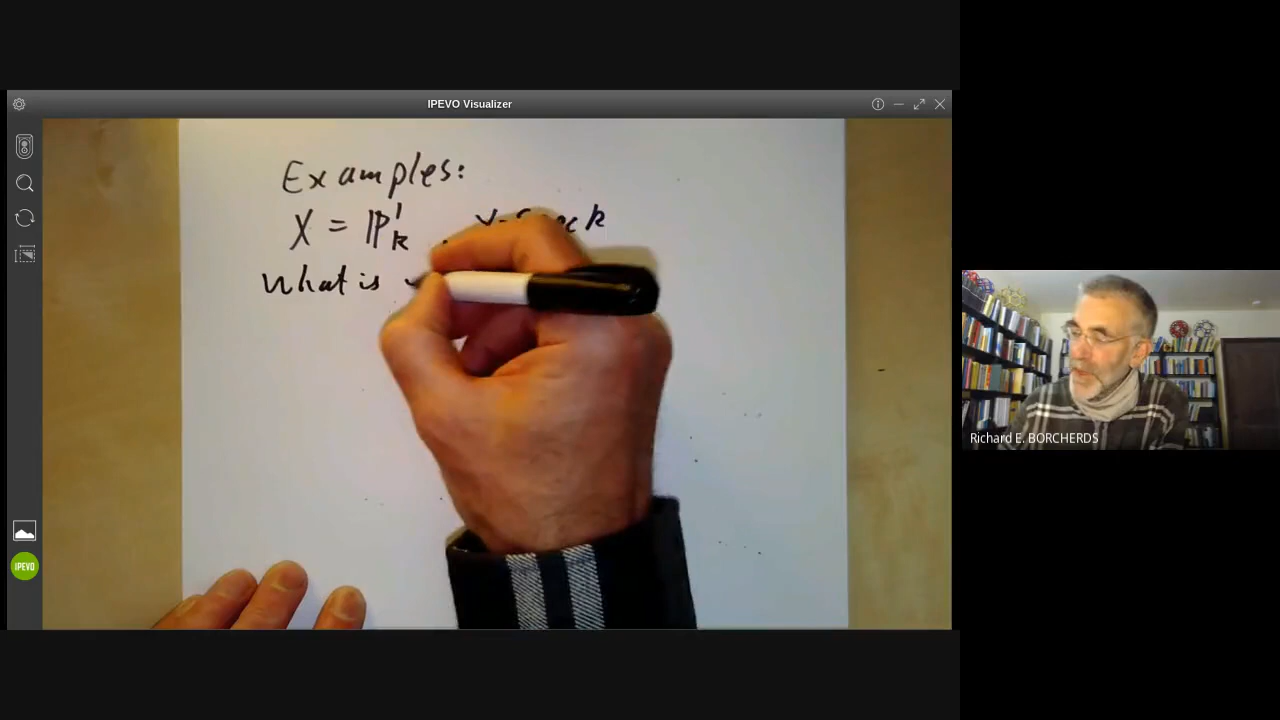 IPEVO Visualizer
Examples:
X = ℙ¹ₖ , k
What is
IPEVO
Richard E. BORCHERDS